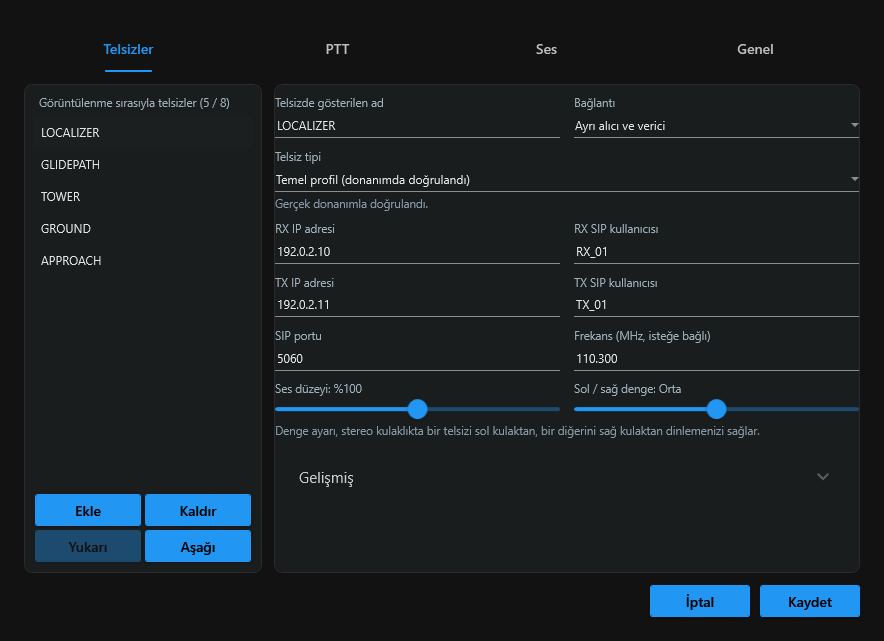 Telsizler
PTT
Ses
Genel
Görüntülenme sırasıyla telsizler (5 / 8)
LOCALIZER
GLIDEPATH
TOWER
GROUND
APPROACH
Ekle
Kaldır
Yukarı
Aşağı
Telsizde gösterilen ad
LOCALIZER
Bağlantı
Ayrı alıcı ve verici
Telsiz tipi
Temel profil (donanımda doğrulandı)
Gerçek donanımla doğrulandı.
RX IP adresi
192.0.2.10
RX SIP kullanıcısı
RX_01
TX IP adresi
192.0.2.11
TX SIP kullanıcısı
TX_01
SIP portu
5060
Frekans (MHz, isteğe bağlı)
110.300
Ses düzeyi: %100
Sol / sağ denge: Orta
Denge ayarı, stereo kulaklıkta bir telsizi sol kulaktan, bir diğerini sağ kulaktan dinlemenizi sağlar.
Gelişmiş
İptal
Kaydet